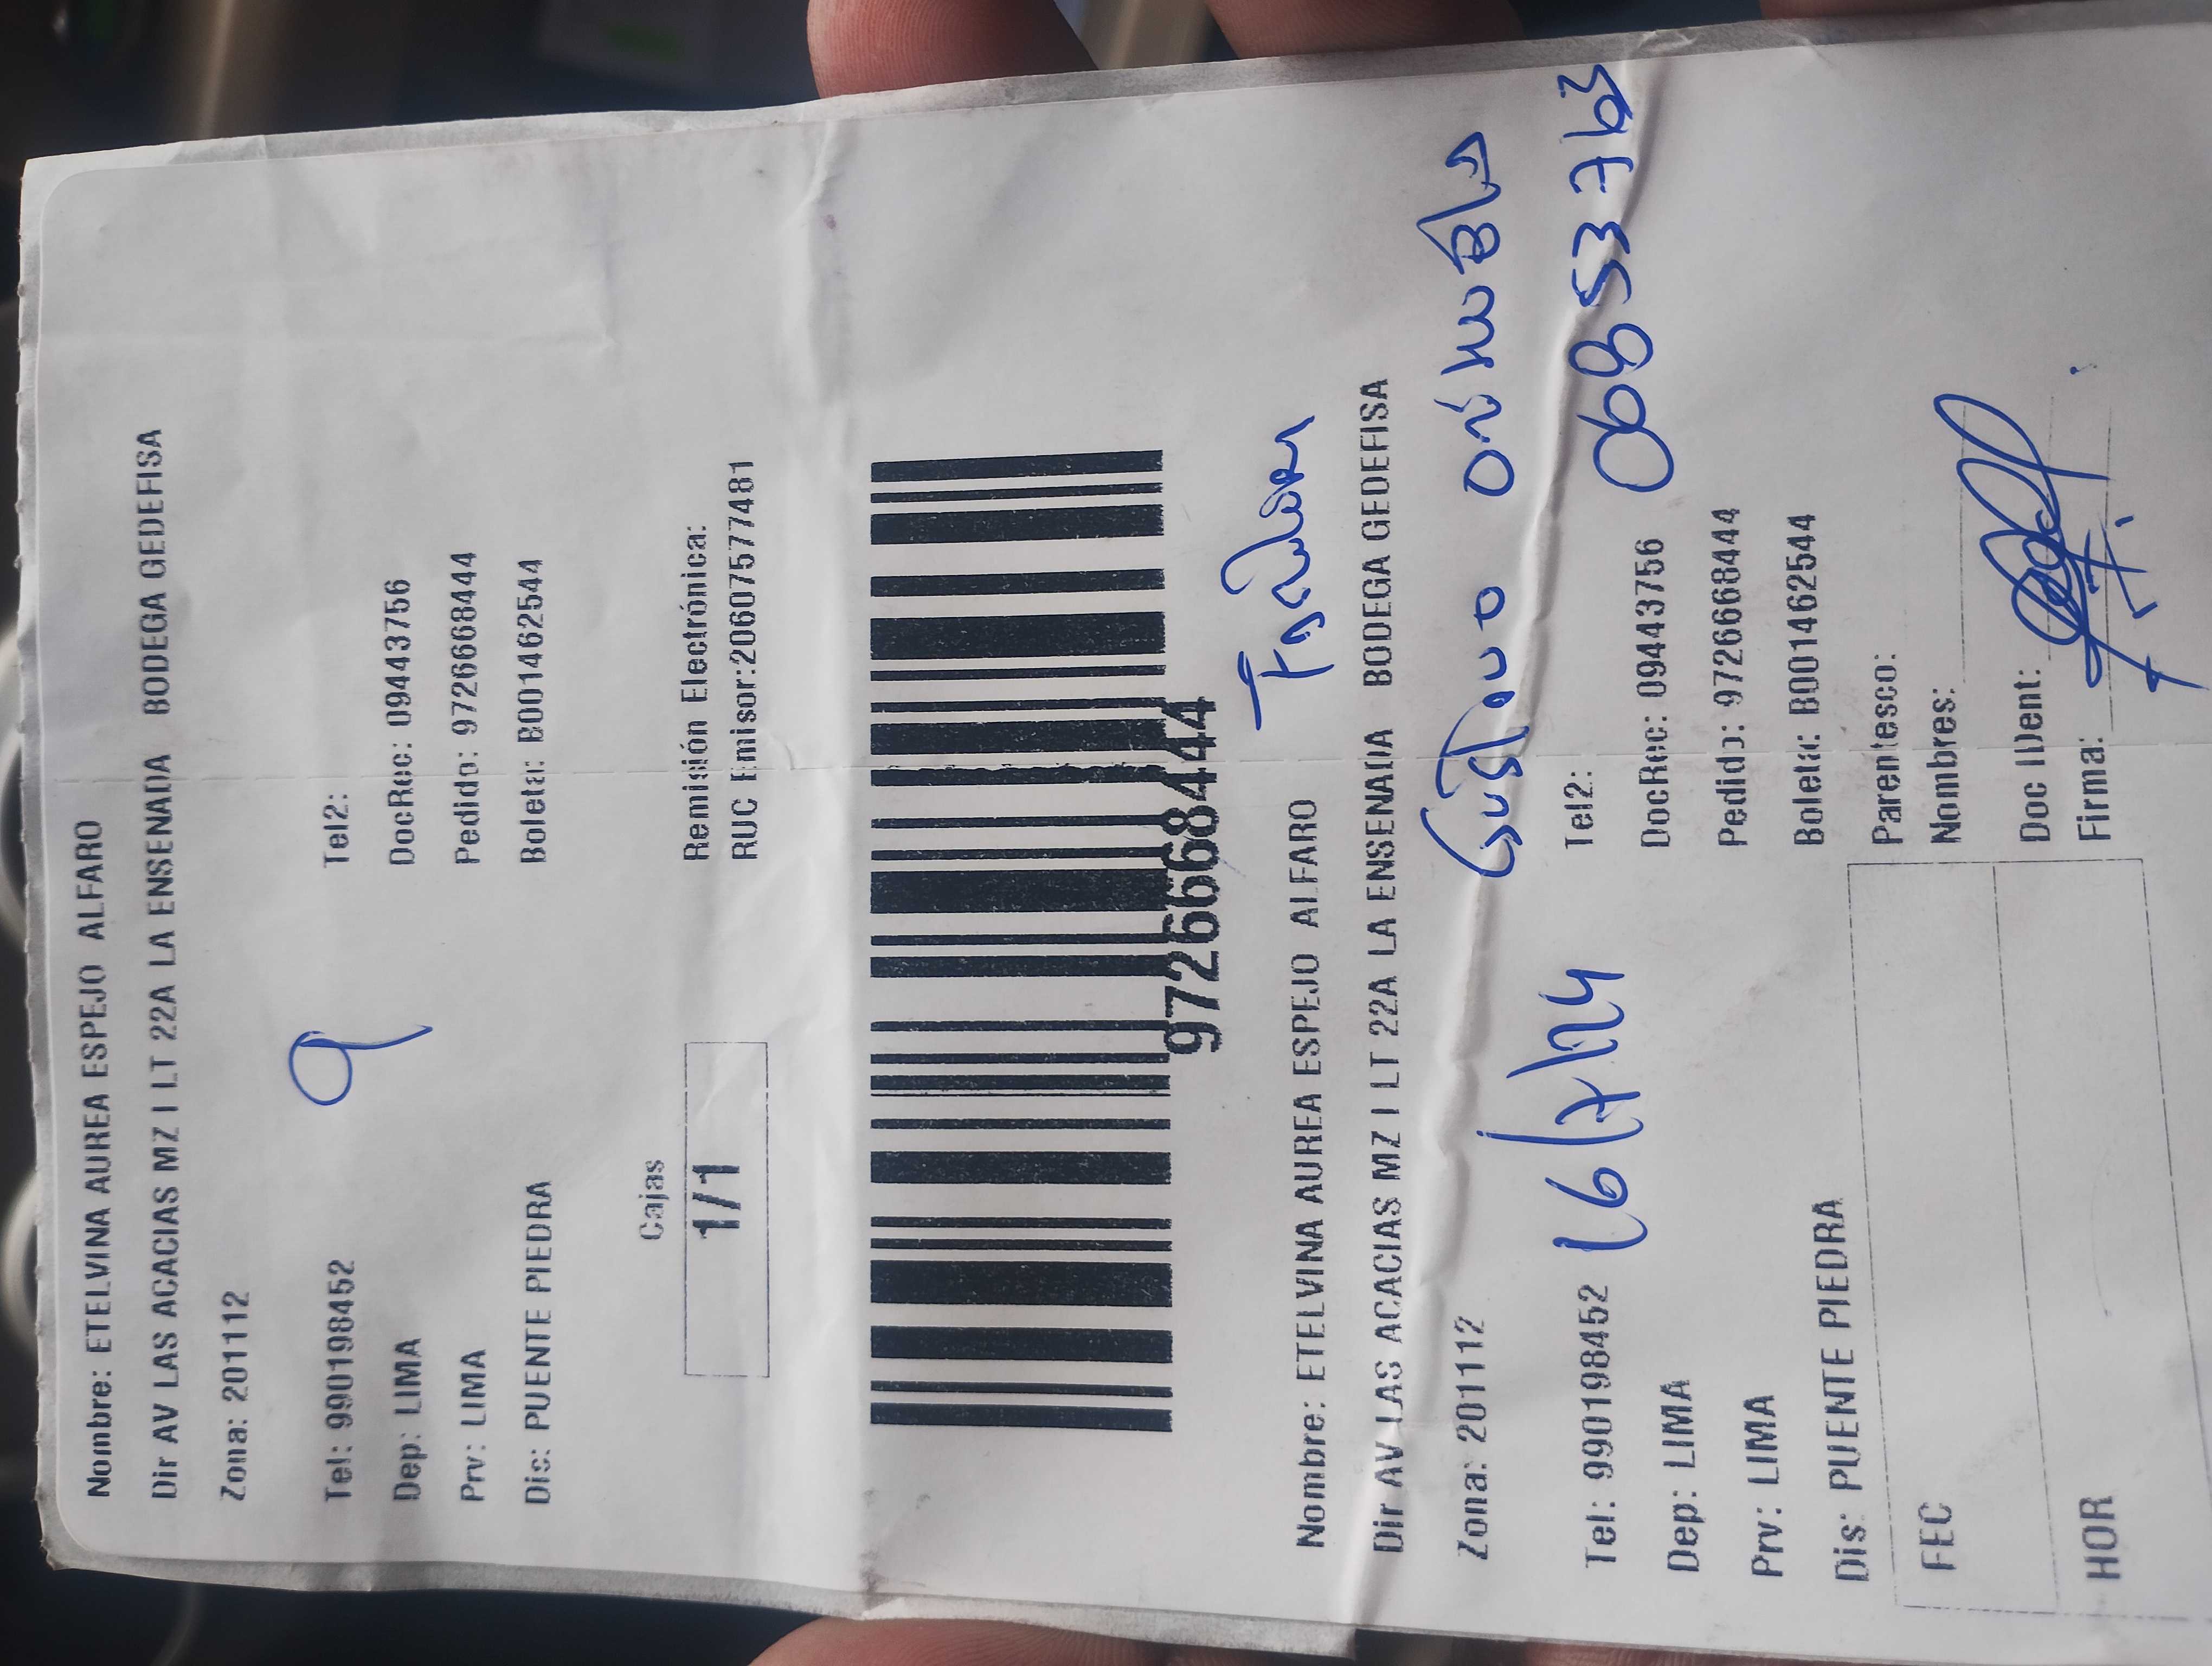 Nombre: ETELVINA AUREA ESPEJO ALFARO
Dir AV LAS ACACIAS MZ I LT 22A LA ENSENADA BODEGA GEDEFISA
Zona: 201112
9
Tel: 990198452 Tel2:
Dep: LIMA DocRec: 09443756
Prv: LIMA Pedido: 9726668444
Dis: PUENTE PIEDRA Boleta: B001462544
Cajas
1/1
Remisión Electrónica:
RUC Emisor:20607577481
9726668444
Nombre: ETELVINA AUREA ESPEJO ALFARO
Dir AV LAS ACACIAS MZ I LT 22A LA ENSENADA BODEGA GEDEFISA
Zona: 201112 Gustavo
Tel: 990198452 16/7/24 Tel2: 06853763
Dep: LIMA DocRec: 09443756
Prv: LIMA Pedido: 9726668444
Dis: PUENTE PIEDRA Boleta: B001462544
Parentesco:
FEC Nombres:
Doc IDent:
HOR Firma: